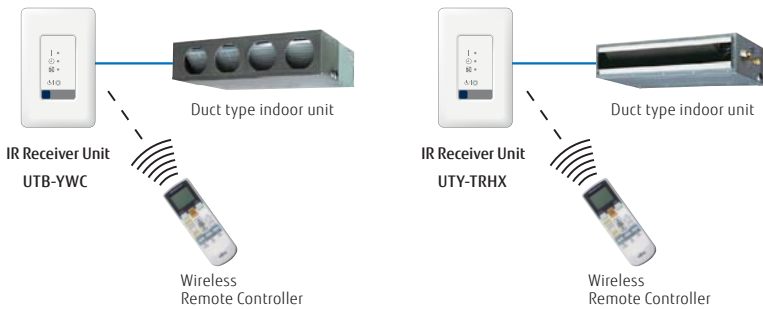 Duct type indoor unit
IR Receiver Unit
UTB-YWC
Wireless
Remote Controller
Duct type indoor unit
IR Receiver Unit
UTY-TRHX
Wireless
Remote Controller